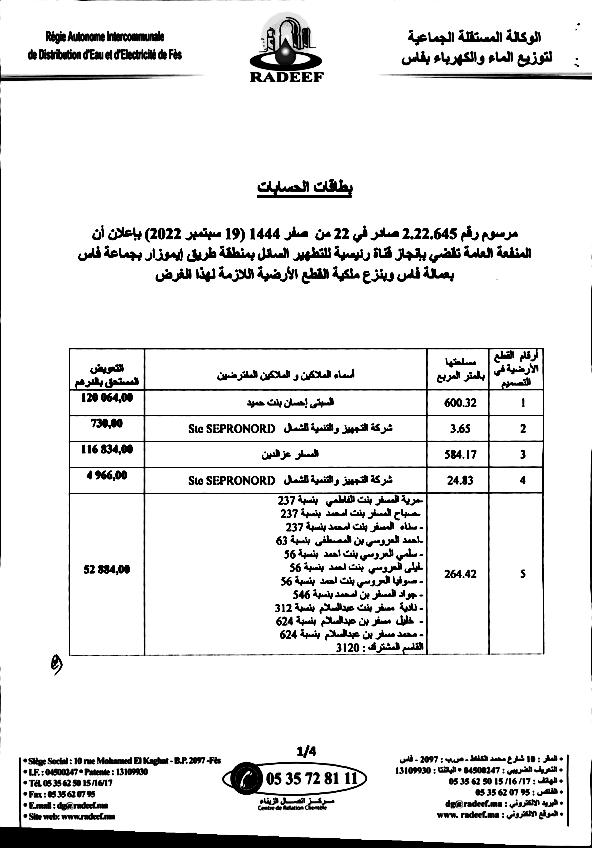 Régie Autonome Intercommunale
de Distribution d'Eau et d'Electricité de Fès
RADEEF
الوكالة المستقلة الجماعية
لتوزيع الماء والكهرباء بفاس
بطاقات الحسابات
مرسوم رقم 2.22.645 صادر في 22 من صفر 1444 (19 سبتمبر 2022) بإعلان أن
المنفعة العامة تقضي بإنجاز قناة رئيسية للتطهير السائل بمنطقة طريق إيموزار بجماعة فاس
بعمالة فاس وبنزع ملكية القطع الأرضية اللازمة لهذا الغرض
أرقام القطع الأرضية في التصميم | مساحتها بالمتر المربع | أسماء الملاكين و الملاكين المفترضين | التعويض المستحق بالدرهم
1 | 600.32 | السبتي إحسان بنت حميد | 120 064,00
2 | 3.65 | شركة التجهيز والتنمية للشمال Ste SEPRONORD | 730,00
3 | 584.17 | المسفر عزالدين | 116 834,00
4 | 24.83 | شركة التجهيز والتنمية للشمال Ste SEPRONORD | 4 966,00
5 | 264.42 | 52 884,00
-مرية المسفر بنت الفاطمي بنسبة 237
-صباح المسفر بنت امحمد بنسبة 237
- سناء المسفر بنت امحمد بنسبة 237
-احمد العروسي بن المصطفى بنسبة 63
- سلمي العروسي بنت احمد بنسبة 56
-ليلى العروسي بنت احمد بنسبة 56
- صوفيا العروسي بنت احمد بنسبة 56
- جواد المسفر بن امحمد بنسبة 546
- نادية مسفر بنت عبدالسلام بنسبة 312
- خليل مسفر بن عبدالسلام بنسبة 624
- محمد مسفر بن عبدالسلام بنسبة 624
القاسم المشترك : 3120
1/4
* Siège Social : 10 rue Mohamed El Kaghat - B.P. 2097 -Fès
* I.F. : 04500247 * Patente : 13109930
* Tél. 05 35 62 50 15/16/17
* Fax : 05 35 62 07 95
* E.mail : dg@radeef.ma
* Site web: www.radeef.ma
05 35 72 81 11
مركز اتصال الزبناء
Centre de Relation Clientèle
* المقر : 10 شارع محمد الكغاط - ص.ب : 2097 - فاس
* التعريف الضريبي : 04500247 * الباتانتا : 13109930
* الهاتف : 05 35 62 50 15 /16 /17
* الفاكس : 05 35 62 07 95
* البريد الإلكتروني : dg@radeef.ma
* الموقع الإلكتروني : www. radeef.ma